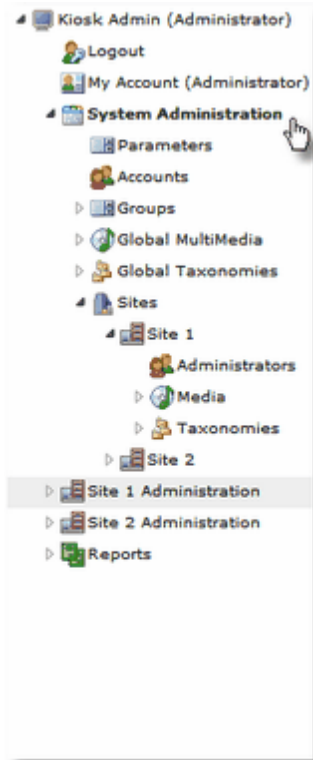 Kiosk Admin (Administrator)
Logout
My Account (Administrator)
System Administration
Parameters
Accounts
Groups
Global MultiMedia
Global Taxonomies
Sites
Site 1
Administrators
Media
Taxonomies
Site 2
Site 1 Administration
Site 2 Administration
Reports